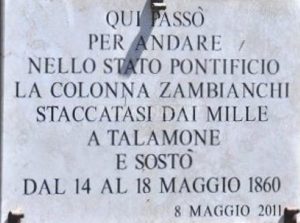 QUI PASSÒ
PER ANDARE
NELLO STATO PONTIFICIO
LA COLONNA ZAMBIANCHI
STACCATASI DAI MILLE
A TALAMONE
E SOSTÒ
DAL 14 AL 18 MAGGIO 1860
8 MAGGIO 2011